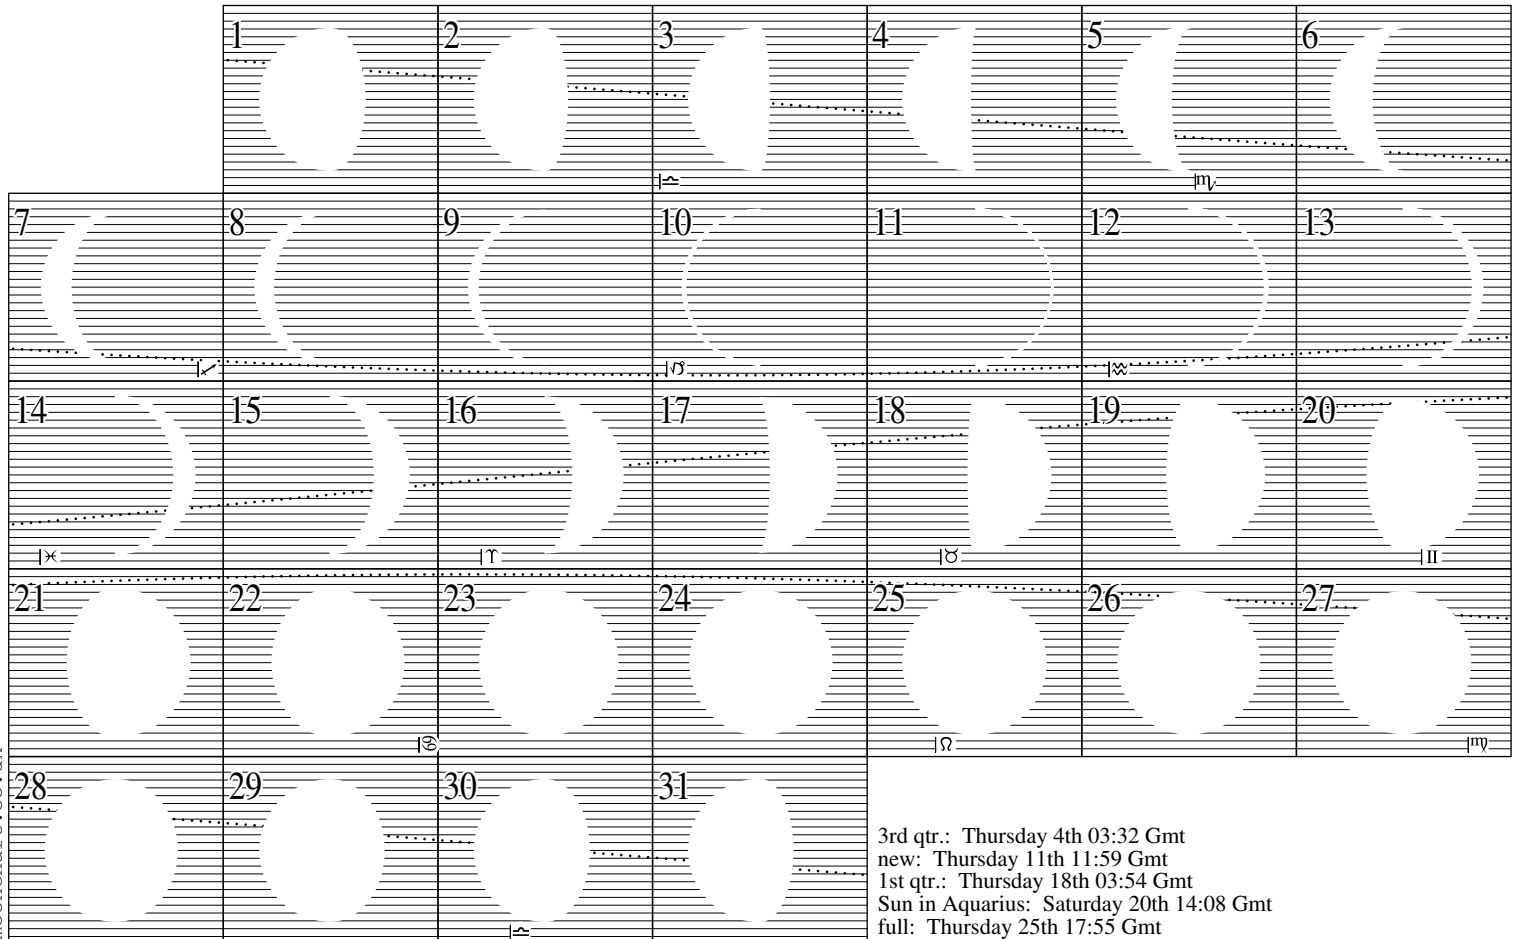 1 2 3 4 5 6
♎ ♏
7 8 9 10 11 12 13
♐ ♑ ♒
14 15 16 17 18 19 20
♓ ♈ ♉ ♊
21 22 23 24 25 26 27
♋ ♌ ♍
28 29 30 31
♎
3rd qtr.: Thursday 4th 03:32 Gmt
new: Thursday 11th 11:59 Gmt
1st qtr.: Thursday 18th 03:54 Gmt
Sun in Aquarius: Saturday 20th 14:08 Gmt
full: Thursday 25th 17:55 Gmt